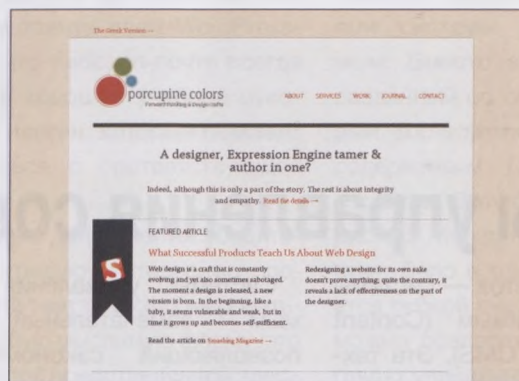 The Greek Version →
porcupine colors
Forward thinking & design crafts
ABOUT SERVICES WORK JOURNAL CONTACT
A designer, Expression Engine tamer &
author in one?
Indeed, although this is only a part of the story. The rest is about integrity
and empathy. Read the details →
FEATURED ARTICLE:
What Successful Products Teach Us About Web Design
Web design is a craft that is constantly
evolving and yet also sometimes sabotaged.
The moment a design is released, a new
version is born. In the beginning, like a
baby, it seems vulnerable and weak, but in
time it grows up and becomes self-sufficient.
Redesigning a website for its own sake
doesn't prove anything, quite the contrary, it
reveals a lack of effectiveness on the part of
the designer.
Read the article on Smashing Magazine →
S